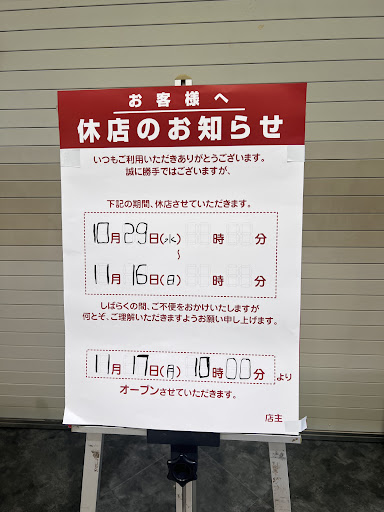 お客様へ
休店のお知らせ
いつもご利用いただきありがとうございます。
誠に勝手ではございますが、
下記の期間、休店させていただきます。
10月29日(水) 時 分
～
11月16日(日) 時 分
しばらくの間、ご不便をおかけいたしますが
何とぞ、ご理解いただきますようお願い申し上げます。
11月17日(月) 10時00分より
オープンさせていただきます。
店主